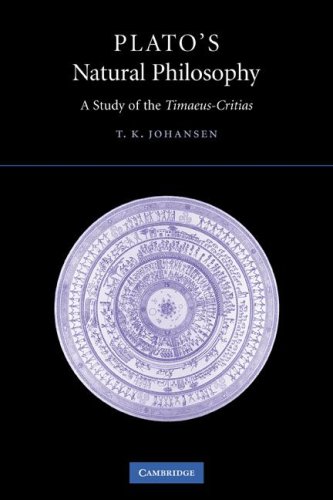 PLATO'S
Natural Philosophy
A Study of the Timaeus-Critias
T. K. JOHANSEN
CAMBRIDGE